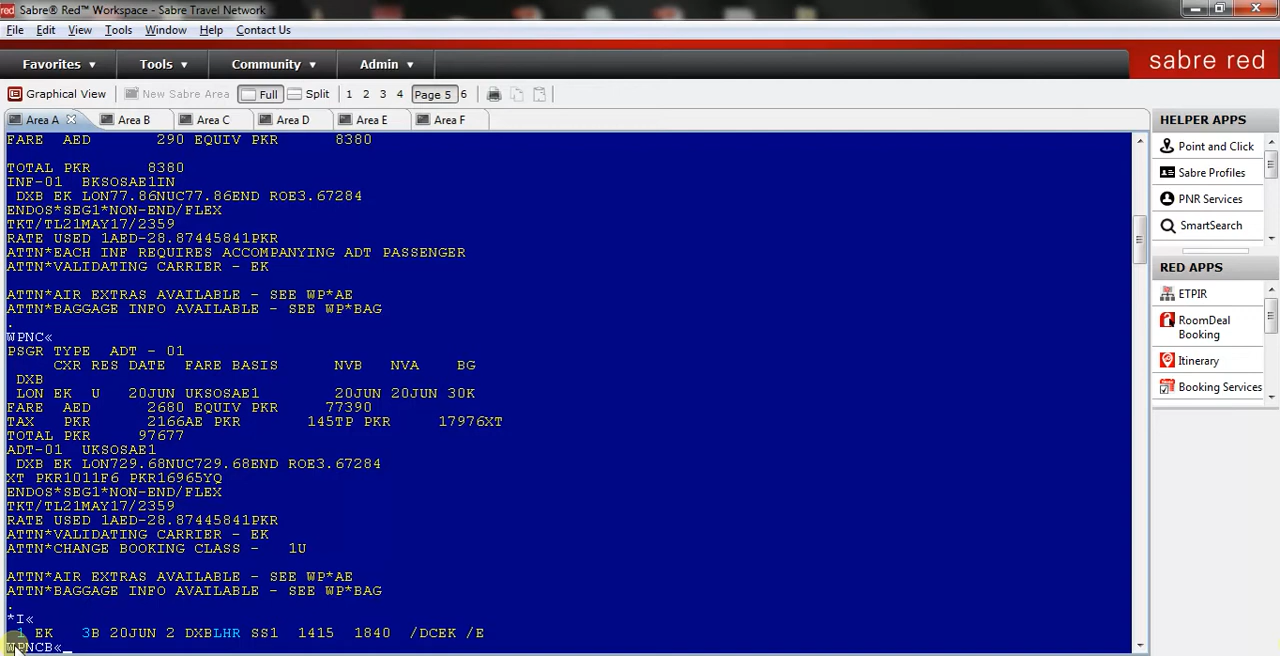 red Sabre® Red™ Workspace - Sabre Travel Network
File Edit View Tools Window Help Contact Us
Favorites Tools Community Admin sabre red
Graphical View New Sabre Area Full Split 1 2 3 4 Page 5 6
Area A Area B Area C Area D Area E Area F
FARE AED 290 EQUIV PKR 8380
TOTAL PKR 8380
INF-01 BKSOSAE1IN
DXB EK LON77.86NUC77.86END ROE3.67284
ENDOS*SEG1*NON-END/FLEX
TKT/TL21MAY17/2359
RATE USED 1AED-28.87445841PKR
ATTN*EACH INF REQUIRES ACCOMPANYING ADT PASSENGER
ATTN*VALIDATING CARRIER - EK
ATTN*AIR EXTRAS AVAILABLE - SEE WP*AE
ATTN*BAGGAGE INFO AVAILABLE - SEE WP*BAG
.
WPNC«
PSGR TYPE ADT - 01
CXR RES DATE FARE BASIS NVB NVA BG
DXB
LON EK U 20JUN UKSOSAE1 20JUN 20JUN 30K
FARE AED 2680 EQUIV PKR 77390
TAX PKR 2166AE PKR 145TP PKR 17976XT
TOTAL PKR 97677
ADT-01 UKSOSAE1
DXB EK LON729.68NUC729.68END ROE3.67284
XT PKR1011F6 PKR16965YQ
ENDOS*SEG1*NON-END/FLEX
TKT/TL21MAY17/2359
RATE USED 1AED-28.87445841PKR
ATTN*VALIDATING CARRIER - EK
ATTN*CHANGE BOOKING CLASS - 1U
ATTN*AIR EXTRAS AVAILABLE - SEE WP*AE
ATTN*BAGGAGE INFO AVAILABLE - SEE WP*BAG
.
*I«
1 EK 3B 20JUN 2 DXBLHR SS1 1415 1840 /DCEK /E
WPNCB«_
HELPER APPS
Point and Click
Sabre Profiles
PNR Services
SmartSearch
RED APPS
ETPIR
RoomDeal
Booking
Itinerary
Booking Services